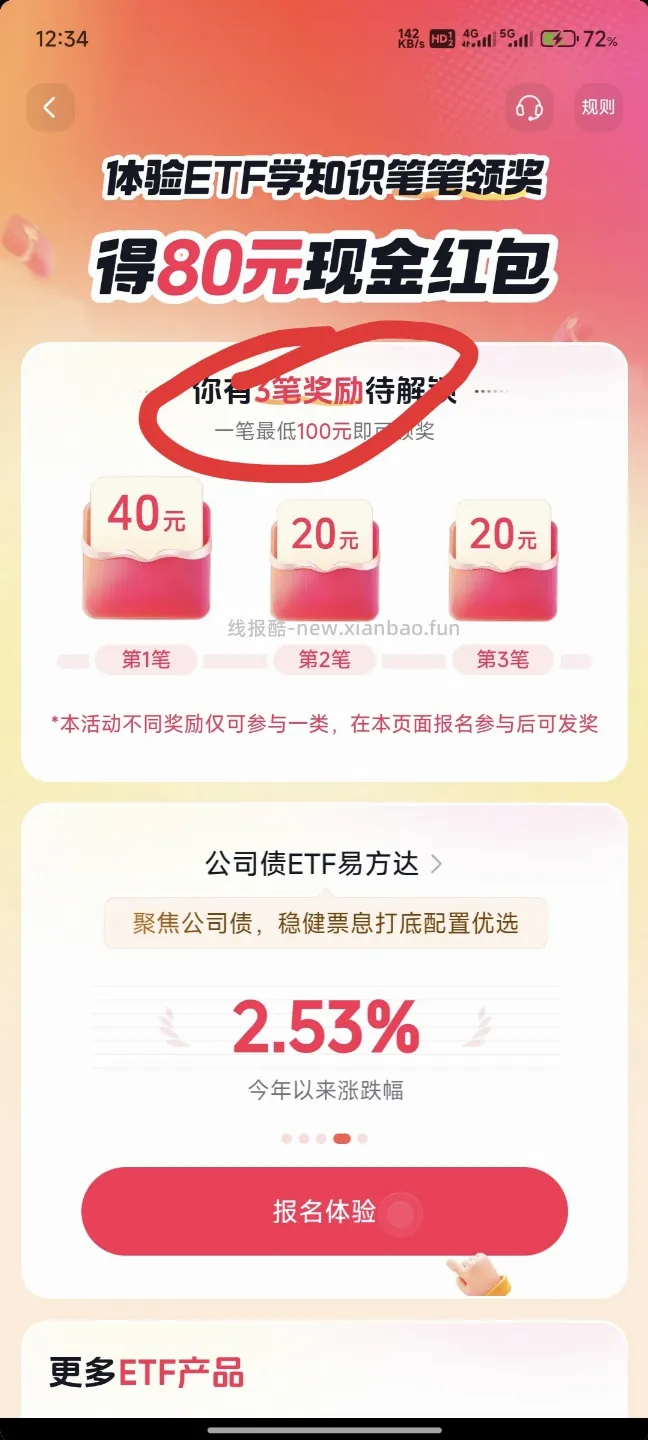 12:34
142 KB/s HD 1 2 4G 5G 72%
规则
体验ETF学知识笔笔领奖
得80元现金红包
你有3笔奖励待解锁
一笔最低100元即可领奖
40元
20元
20元
线报酷-new.xianbao.fun
第1笔
第2笔
第3笔
*本活动不同奖励仅可参与一类，在本页面报名参与后可发奖
公司债ETF易方达
聚焦公司债，稳健票息打底配置优选
2.53%
今年以来涨跌幅
报名体验
更多ETF产品